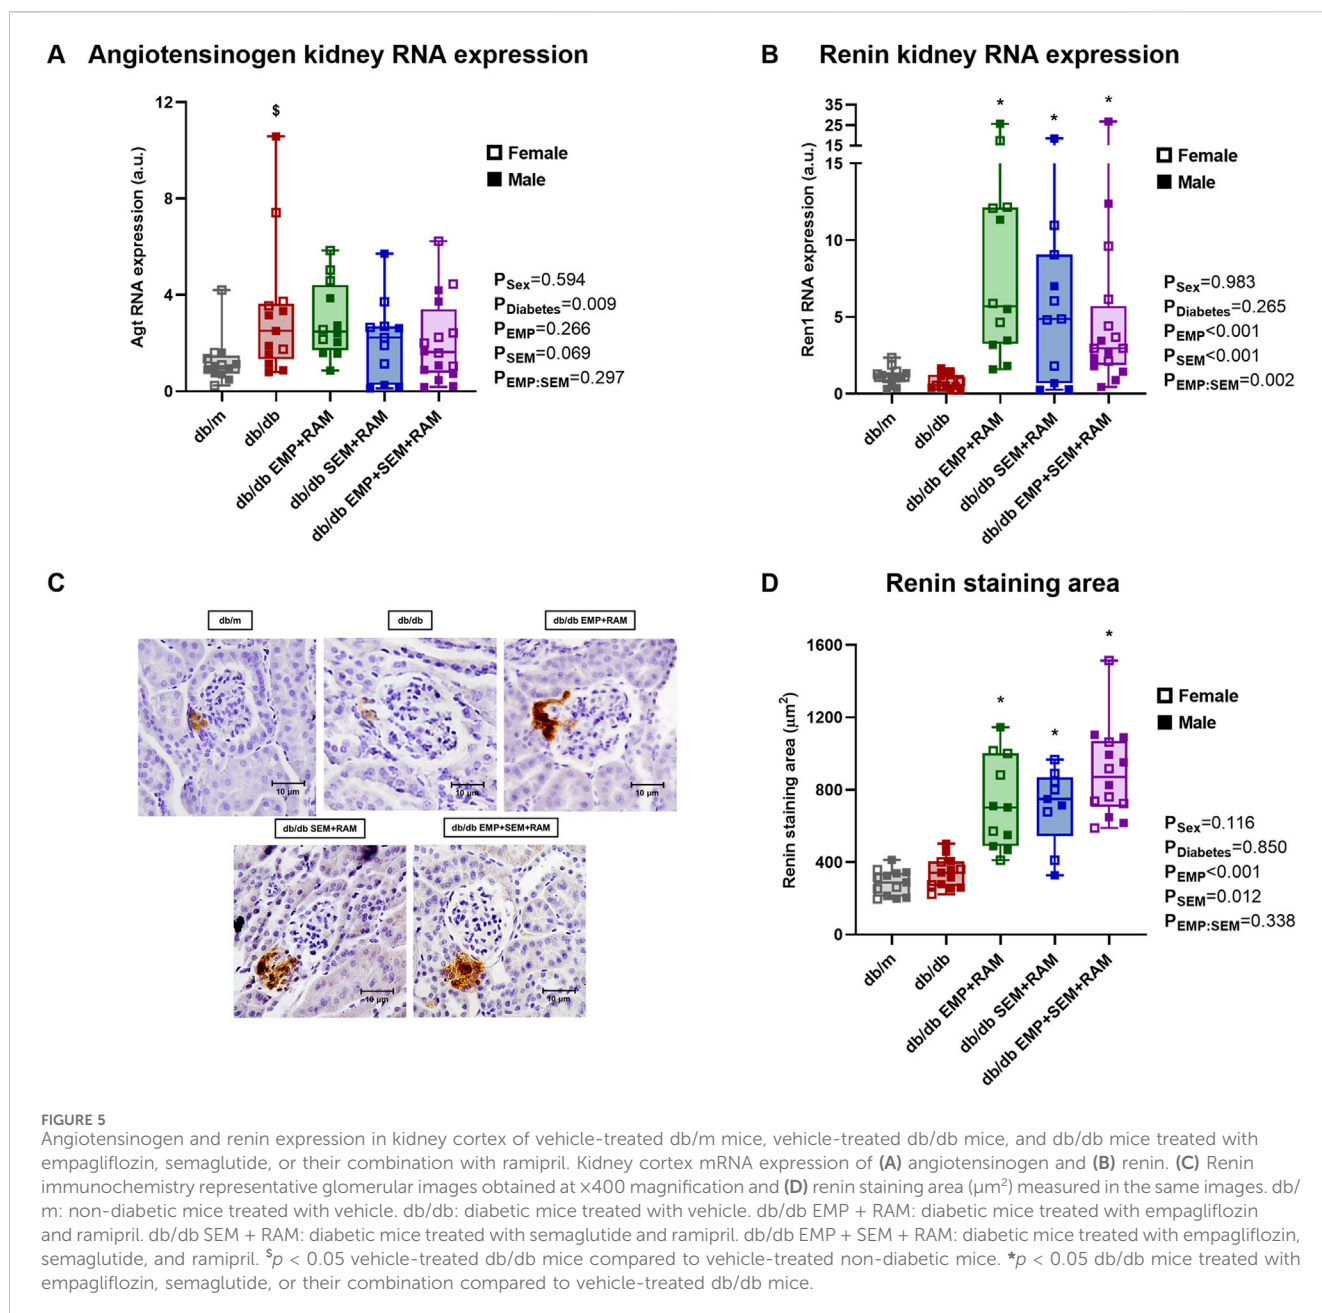 A Angiotensinogen kidney RNA expression
12
8
4
0
Agt RNA expression (a.u.)
$
Female
Male
PSex=0.594
PDiabetes=0.009
PEMP=0.266
PSEM=0.069
PEMP:SEM=0.297
db/m
db/db
db/db EMP+RAM
db/db SEM+RAM
db/db EMP+SEM+RAM
B Renin kidney RNA expression
35
25
15
15
10
5
0
Ren1 RNA expression (a.u.)
* * *
Female
Male
PSex=0.983
PDiabetes=0.265
PEMP<0.001
PSEM<0.001
PEMP:SEM=0.002
db/m
db/db
db/db EMP+RAM
db/db SEM+RAM
db/db EMP+SEM+RAM
C
db/m
db/db
db/db EMP+RAM
10 µm
10 µm
10 µm
db/db SEM+RAM
db/db EMP+SEM+RAM
10 µm
10 µm
D Renin staining area
1600
1200
800
400
0
Renin staining area (µm²)
* * *
Female
Male
PSex=0.116
PDiabetes=0.850
PEMP<0.001
PSEM=0.012
PEMP:SEM=0.338
db/m
db/db
db/db EMP+RAM
db/db SEM+RAM
db/db EMP+SEM+RAM
FIGURE 5
Angiotensinogen and renin expression in kidney cortex of vehicle-treated db/m mice, vehicle-treated db/db mice, and db/db mice treated with
empagliflozin, semaglutide, or their combination with ramipril. Kidney cortex mRNA expression of (A) angiotensinogen and (B) renin. (C) Renin
immunochemistry representative glomerular images obtained at ×400 magnification and (D) renin staining area (µm²) measured in the same images. db/
m: non-diabetic mice treated with vehicle. db/db: diabetic mice treated with vehicle. db/db EMP + RAM: diabetic mice treated with empagliflozin
and ramipril. db/db SEM + RAM: diabetic mice treated with semaglutide and ramipril. db/db EMP + SEM + RAM: diabetic mice treated with empagliflozin,
semaglutide, and ramipril. $p < 0.05 vehicle-treated db/db mice compared to vehicle-treated non-diabetic mice. *p < 0.05 db/db mice treated with
empagliflozin, semaglutide, or their combination compared to vehicle-treated db/db mice.